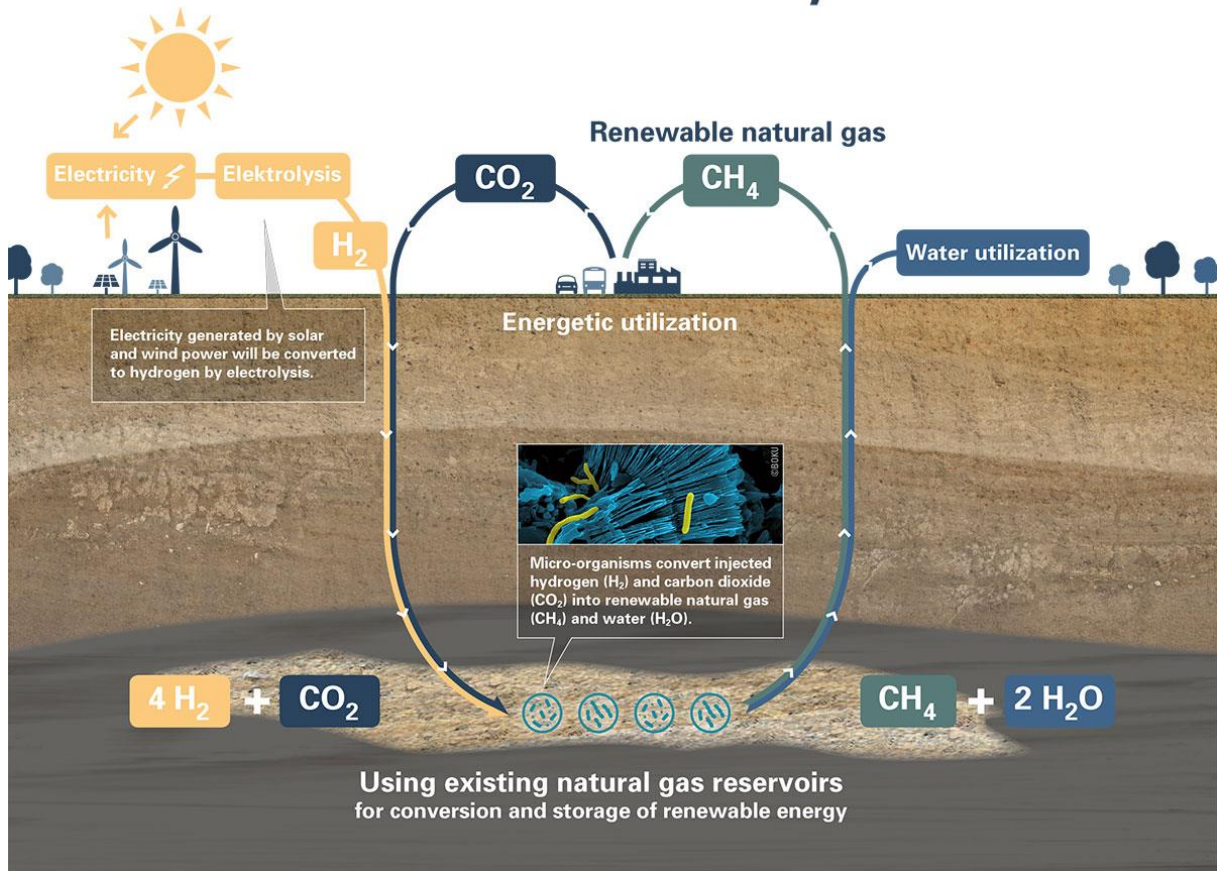 Renewable natural gas
Electricity
Elektrolysis
CO₂
CH₄
H₂
Water utilization
Energetic utilization
Electricity generated by solar
and wind power will be converted
to hydrogen by electrolysis.
©BOKU
Micro-organisms convert injected
hydrogen (H₂) and carbon dioxide
(CO₂) into renewable natural gas
(CH₄) and water (H₂O).
4 H₂ + CO₂
CH₄ + 2 H₂O
Using existing natural gas reservoirs
for conversion and storage of renewable energy